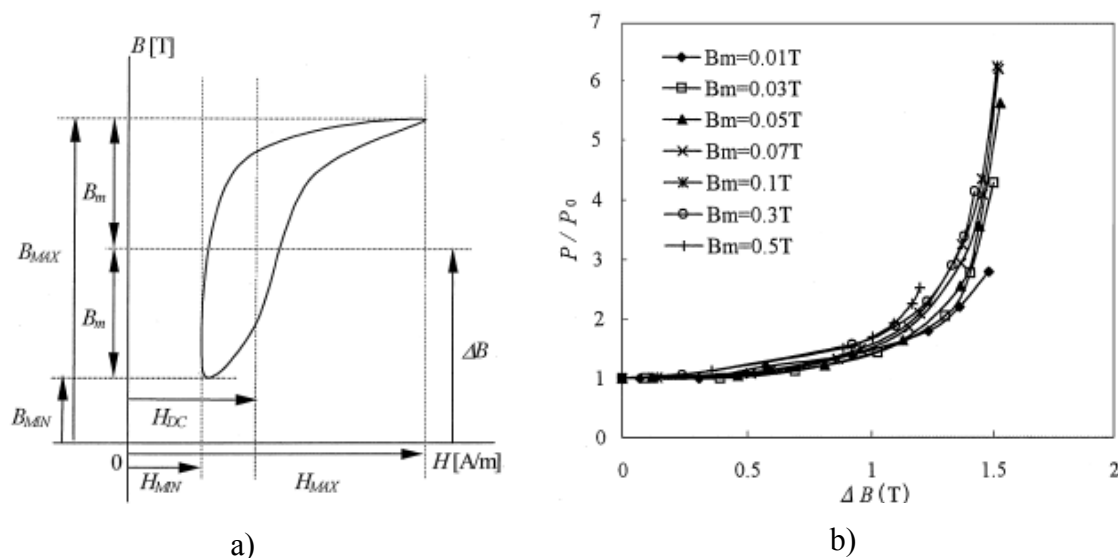 B [T]
B_m
B_MAX
B_m
ΔB
B_MIN
H_DC
0
H [A/m]
H_MIN
H_MAX
a)
7
6
5
4
3
2
1
0
P / P_0
Bm=0.01T
Bm=0.03T
Bm=0.05T
Bm=0.07T
Bm=0.1T
Bm=0.3T
Bm=0.5T
0
0.5
1
1.5
2
Δ B (T)
b)